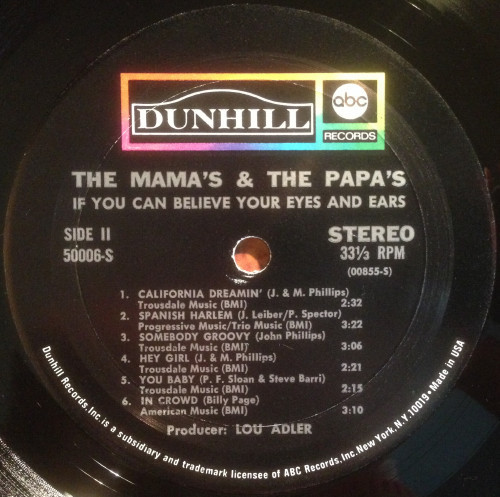 DUNHILL
abc
RECORDS
THE MAMA'S & THE PAPA'S
IF YOU CAN BELIEVE YOUR EYES AND EARS
SIDE II
50006-S
STEREO
33⅓ RPM
(00855-S)
1. CALIFORNIA DREAMIN' (J. & M. Phillips)
Trousdale Music (BMI) 2:32
2. SPANISH HARLEM (J. Leiber/P. Spector)
Progressive Music/Trio Music (BMI) 3:22
3. SOMEBODY GROOVY (John Phillips)
Trousdale Music (BMI) 3:06
4. HEY GIRL (J. & M. Phillips)
Trousdale Music (BMI) 2:21
5. YOU BABY (P. F. Sloan & Steve Barri)
Trousdale Music (BMI) 2:15
6. IN CROWD (Billy Page)
American Music (BMI) 3:10
Producer: LOU ADLER
Dunhill Records, Inc. is a subsidiary and trademark licensee of ABC Records, Inc. New York, N.Y. 10019 • Made in USA